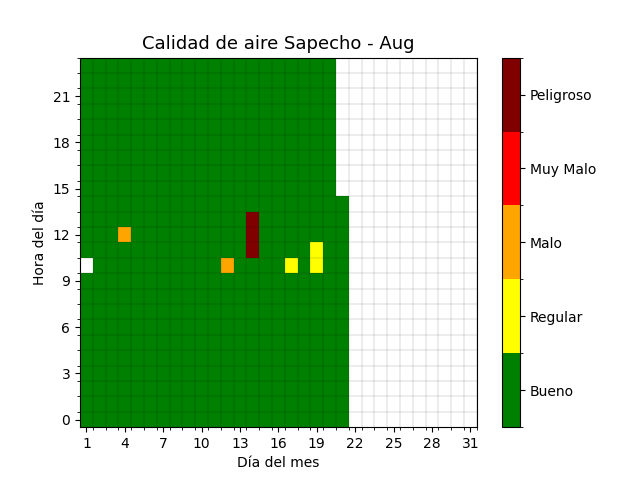 Calidad de aire Sapecho - Aug
Hora del día
21
18
15
12
9
6
3
0
1 4 7 10 13 16 19 22 25 28 31
Día del mes
Peligroso
Muy Malo
Malo
Regular
Bueno